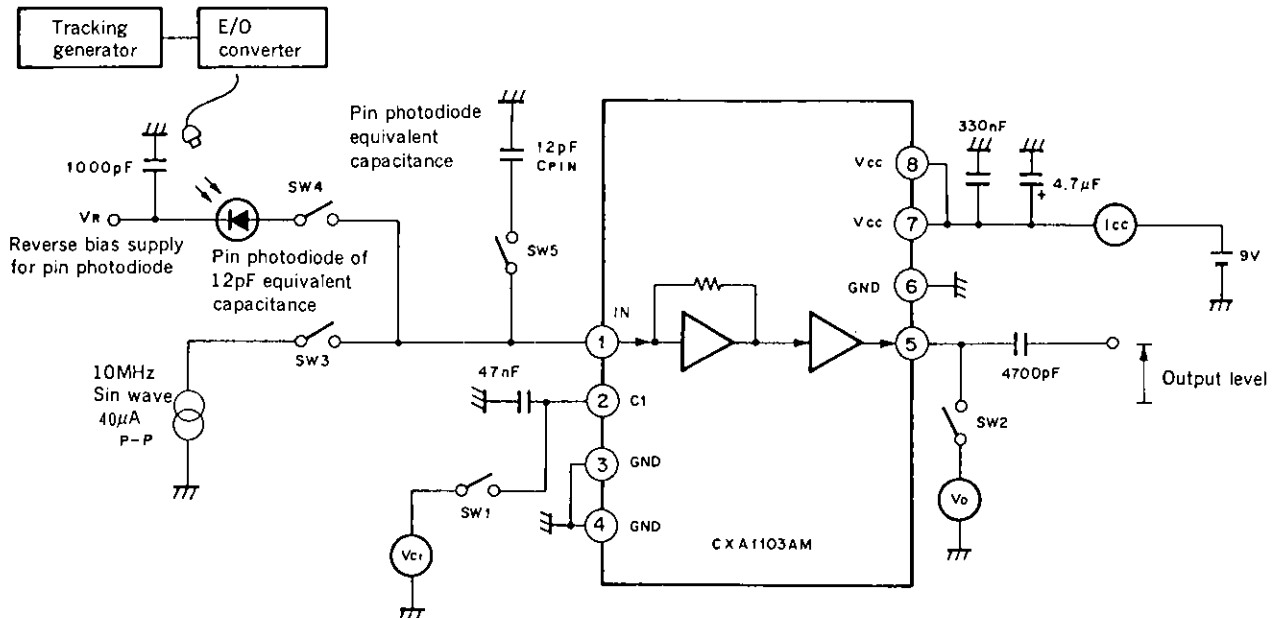 Tracking
generator
E/O
converter
1000pF
VR
Reverse bias supply
for pin photodiode
Pin photodiode of
12pF equivalent
capacitance
SW4
Pin photodiode
equivalent
capacitance
12pF
CPIN
SW5
SW3
10MHz
Sin wave
40μA
P-P
47nF
SW1
Vc1
IN
1
2
C1
3
GND
4
GND
CXA1103AM
Vcc
8
Vcc
7
GND
6
5
330nF
4.7μF
+
Icc
9V
4700pF
Output level
SW2
Vo